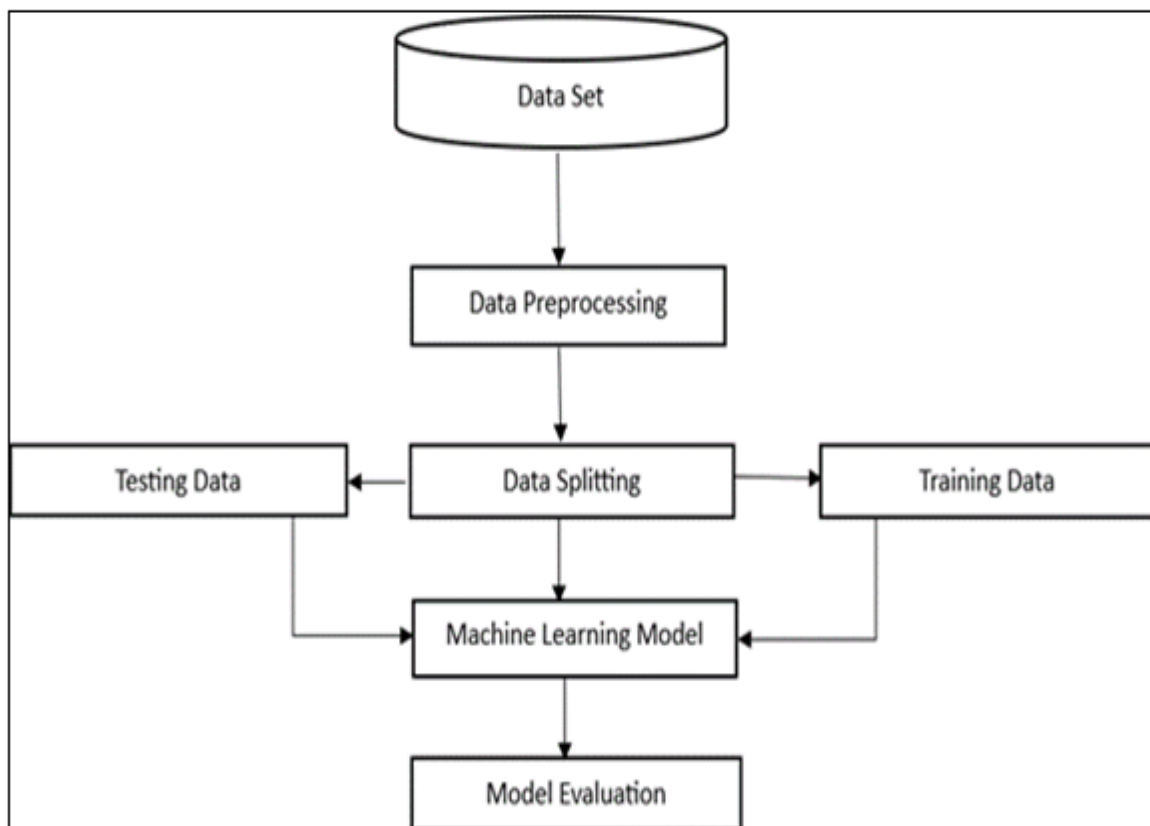 Data Set
Data Preprocessing
Testing Data
Data Splitting
Training Data
Machine Learning Model
Model Evaluation